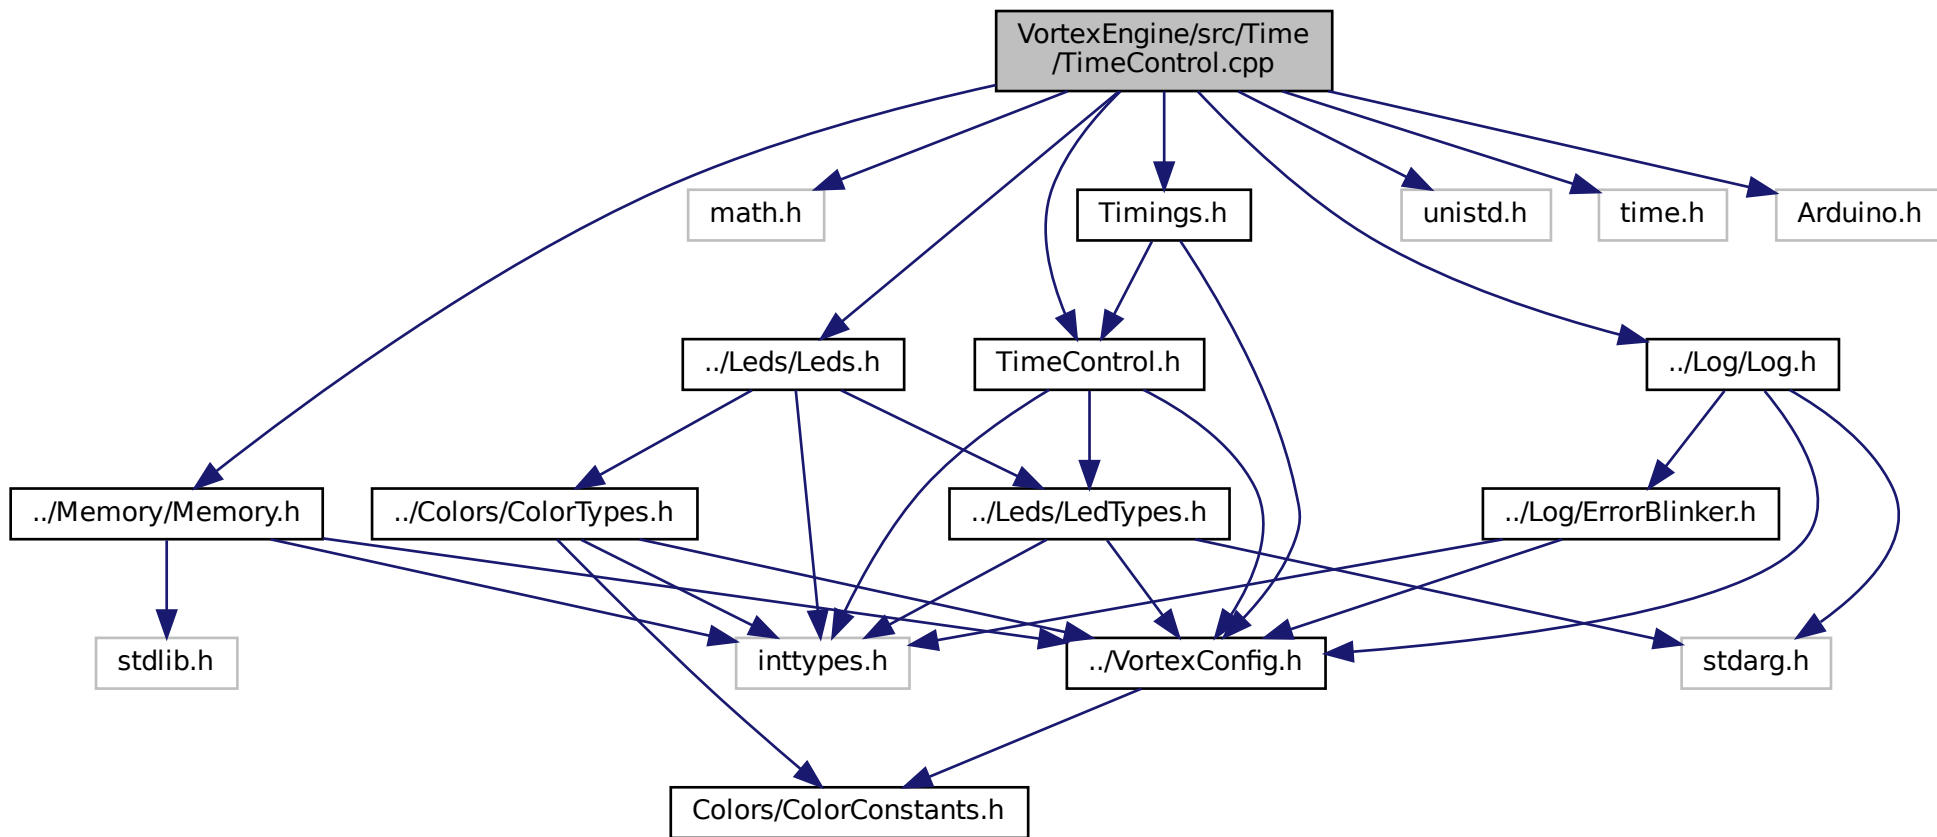 VortexEngine/src/Time
/TimeControl.cpp
math.h
Timings.h
unistd.h
time.h
Arduino.h
../Leds/Leds.h
TimeControl.h
../Log/Log.h
../Memory/Memory.h
../Colors/ColorTypes.h
../Leds/LedTypes.h
../Log/ErrorBlinker.h
stdlib.h
inttypes.h
../VortexConfig.h
stdarg.h
Colors/ColorConstants.h